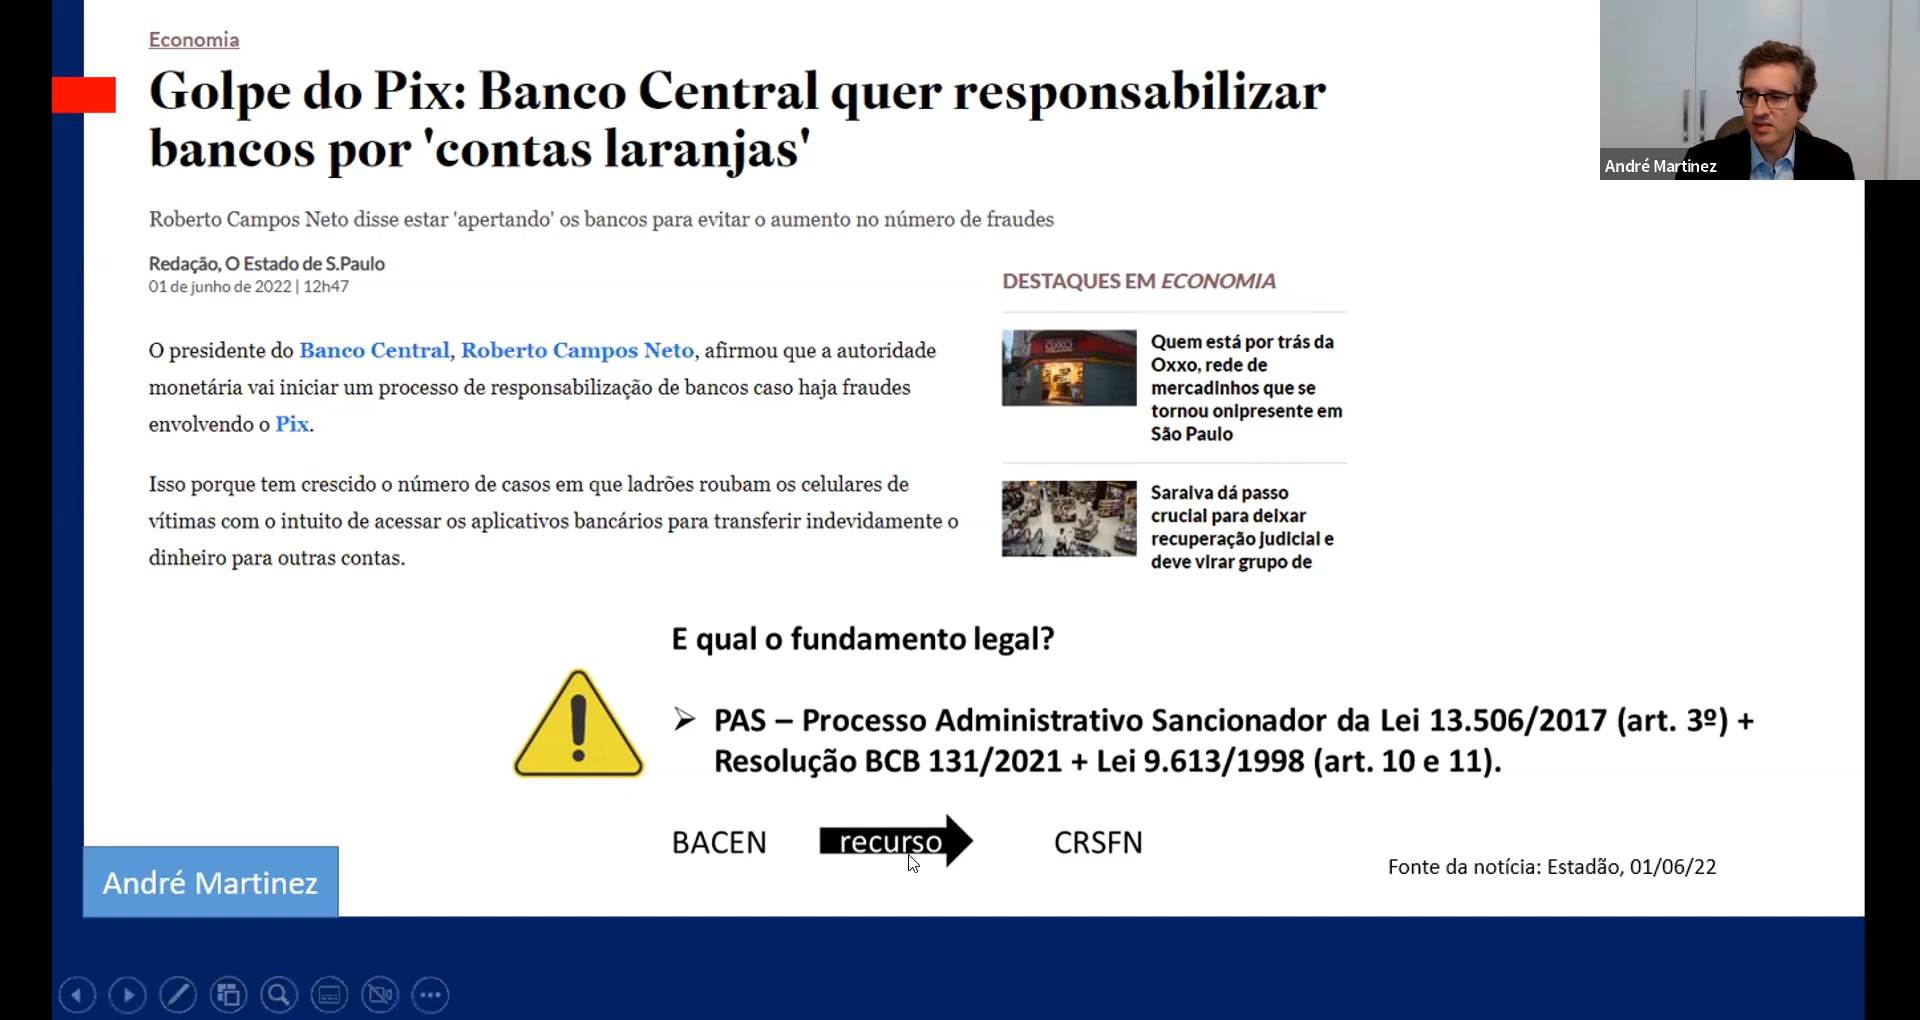 Economia
Golpe do Pix: Banco Central quer responsabilizar
bancos por 'contas laranjas'
Roberto Campos Neto disse estar 'apertando' os bancos para evitar o aumento no número de fraudes
Redação, O Estado de S.Paulo
01 de junho de 2022 | 12h47
O presidente do Banco Central, Roberto Campos Neto, afirmou que a autoridade
monetária vai iniciar um processo de responsabilização de bancos caso haja fraudes
envolvendo o Pix.
Isso porque tem crescido o número de casos em que ladrões roubam os celulares de
vítimas com o intuito de acessar os aplicativos bancários para transferir indevidamente o
dinheiro para outras contas.
DESTAQUES EM ECONOMIA
OXXO
Quem está por trás da
Oxxo, rede de
mercadinhos que se
tornou onipresente em
São Paulo
Saraiva dá passo
crucial para deixar
recuperação judicial e
deve virar grupo de
E qual o fundamento legal?
➢ PAS – Processo Administrativo Sancionador da Lei 13.506/2017 (art. 3º) +
Resolução BCB 131/2021 + Lei 9.613/1998 (art. 10 e 11).
BACEN recurso CRSFN
Fonte da notícia: Estadão, 01/06/22
André Martinez
André Martinez